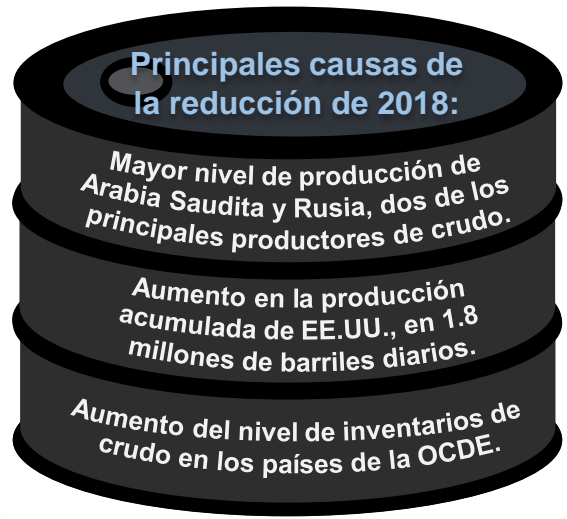 Principales causas de
la reducción de 2018:
Mayor nivel de producción de
Arabia Saudita y Rusia, dos de los
principales productores de crudo.
Aumento en la producción
acumulada de EE.UU., en 1.8
millones de barriles diarios.
Aumento del nivel de inventarios de
crudo en los países de la OCDE.